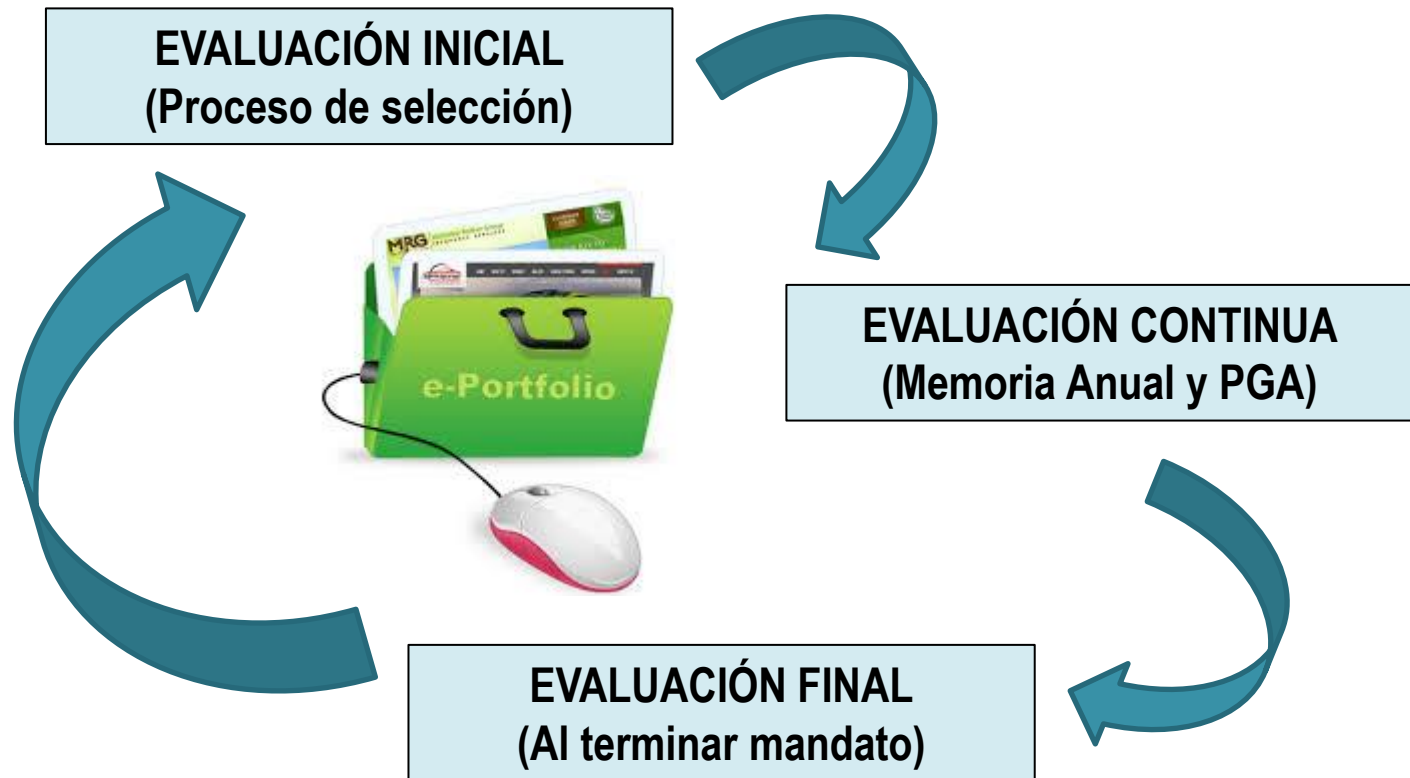 EVALUACIÓN INICIAL
(Proceso de selección)
MRG
e-Portfolio
EVALUACIÓN CONTINUA
(Memoria Anual y PGA)
EVALUACIÓN FINAL
(Al terminar mandato)